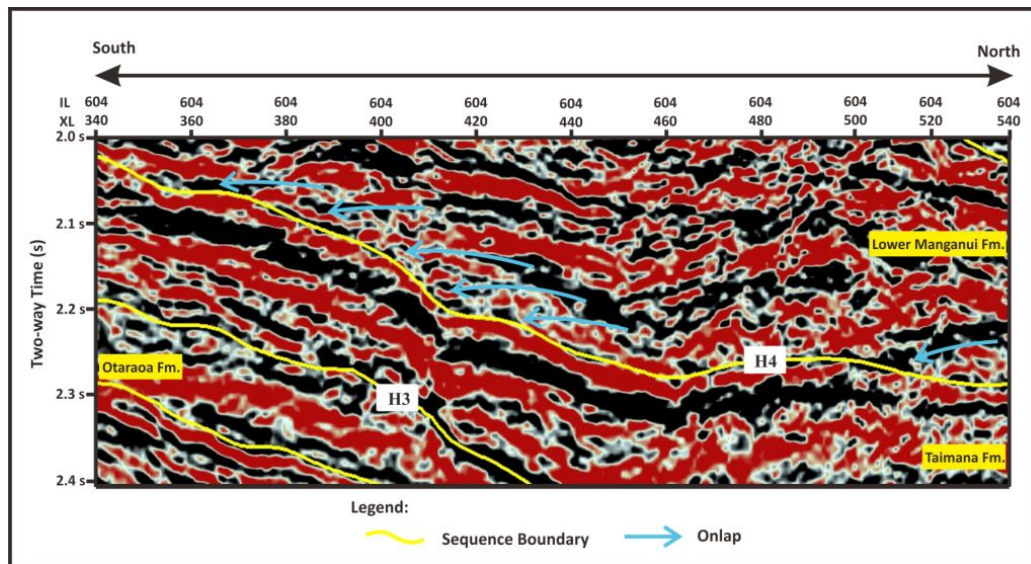 South North
IL 604 604 604 604 604 604 604 604 604 604 604
XL 340 360 380 400 420 440 460 480 500 520 540
2.0 s
2.1 s
Lower Manganui Fm.
2.2 s
Two-way Time (s)
H4
Otaraoa Fm.
2.3 s
H3
Taimana Fm.
2.4 s
Legend:
Sequence Boundary Onlap